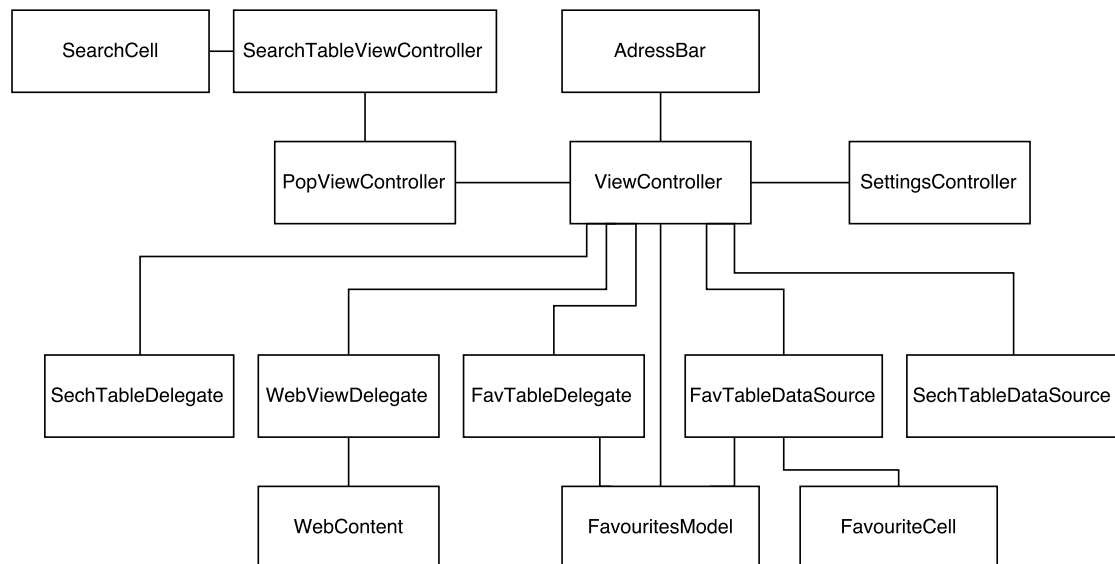 SearchCell
SearchTableViewController
AdressBar
PopViewController
ViewController
SettingsController
SechTableDelegate
WebViewDelegate
FavTableDelegate
FavTableDataSource
SechTableDataSource
WebContent
FavouritesModel
FavouriteCell